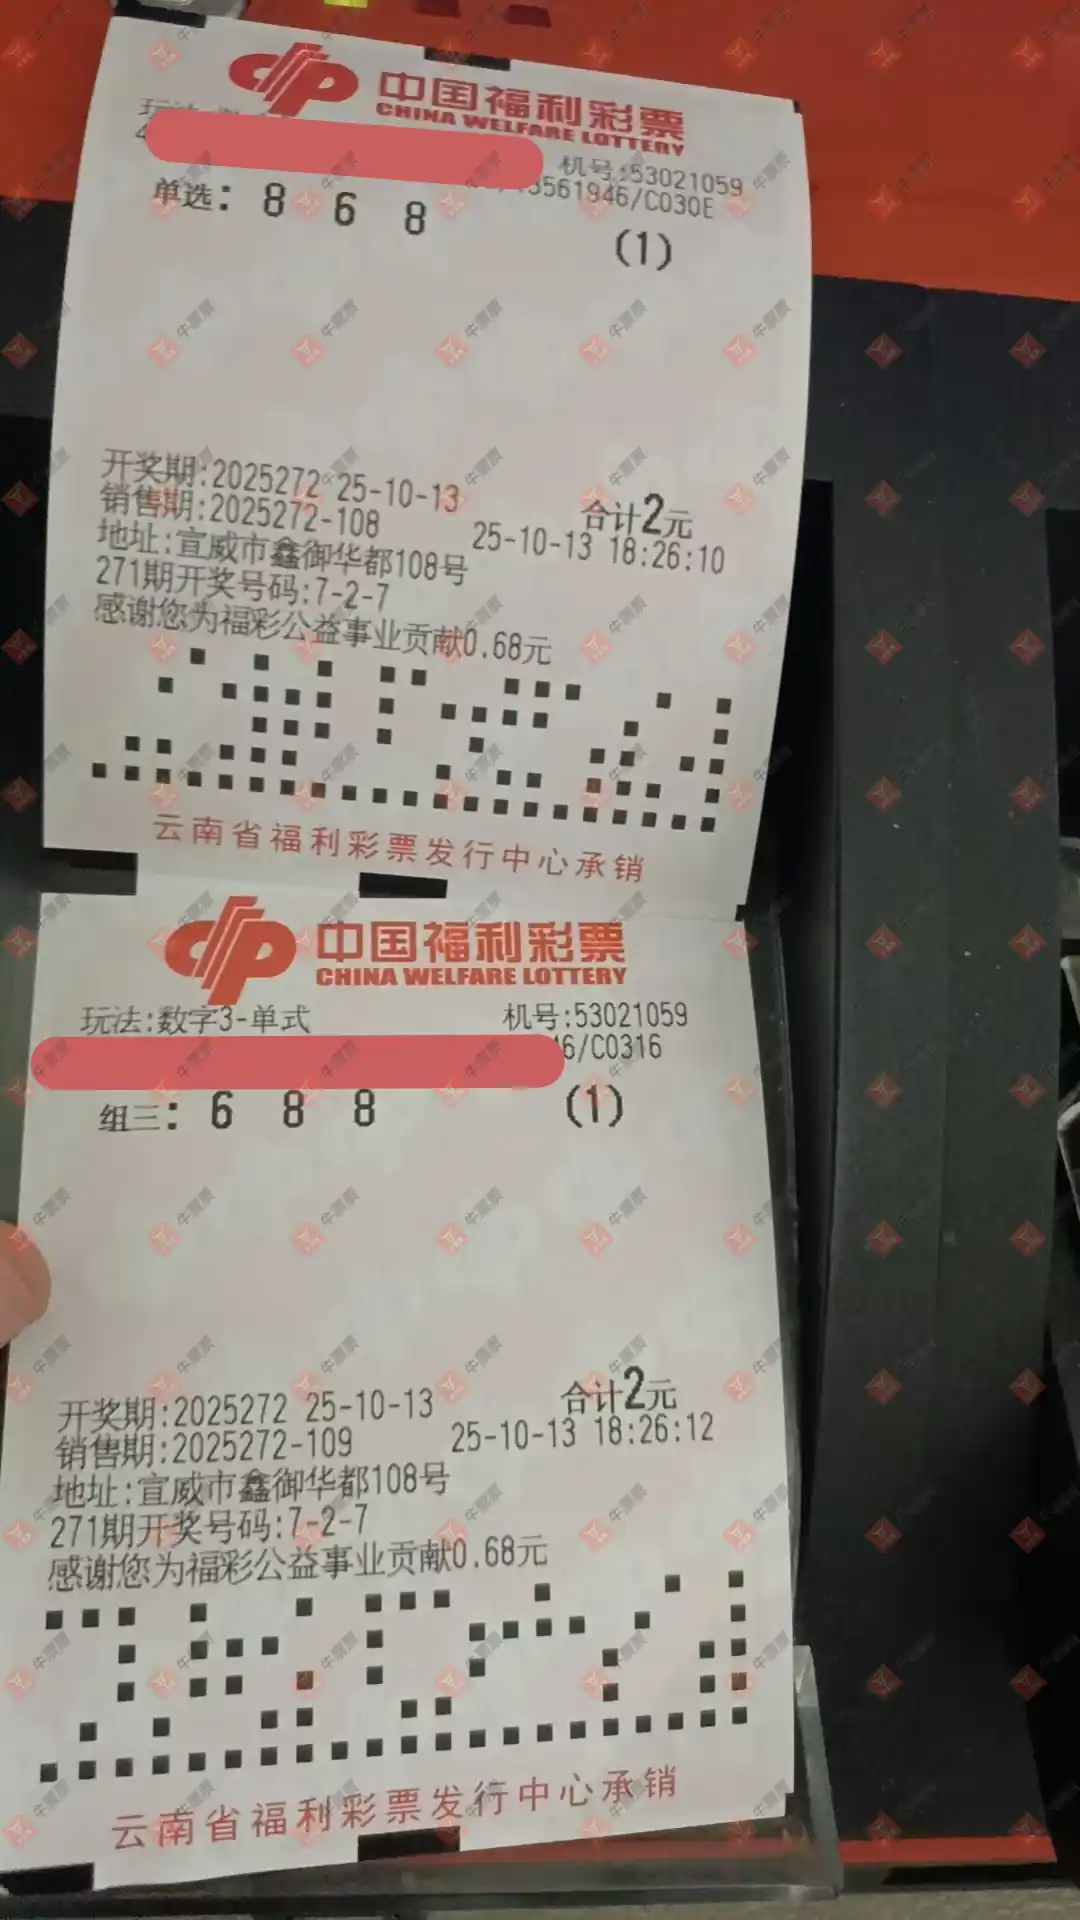 中国福利彩票
CHINA WELFARE LOTTERY
机号:53021059
5561946/C030E
单选: 8 6 8
(1)
开奖期:2025272 25-10-13
合计2元
销售期:2025272-108
25-10-13 18:26:10
地址:宣威市鑫御华都108号
271期开奖号码:7-2-7
感谢您为福彩公益事业贡献0.68元
云南省福利彩票发行中心承销
中国福利彩票
CHINA WELFARE LOTTERY
玩法:数字3-单式
机号:53021059
46/C0316
组三: 6 8 8
(1)
开奖期:2025272 25-10-13
合计2元
销售期:2025272-109
25-10-13 18:26:12
地址:宣威市鑫御华都108号
271期开奖号码:7-2-7
感谢您为福彩公益事业贡献0.68元
云南省福利彩票发行中心承销
牛票票